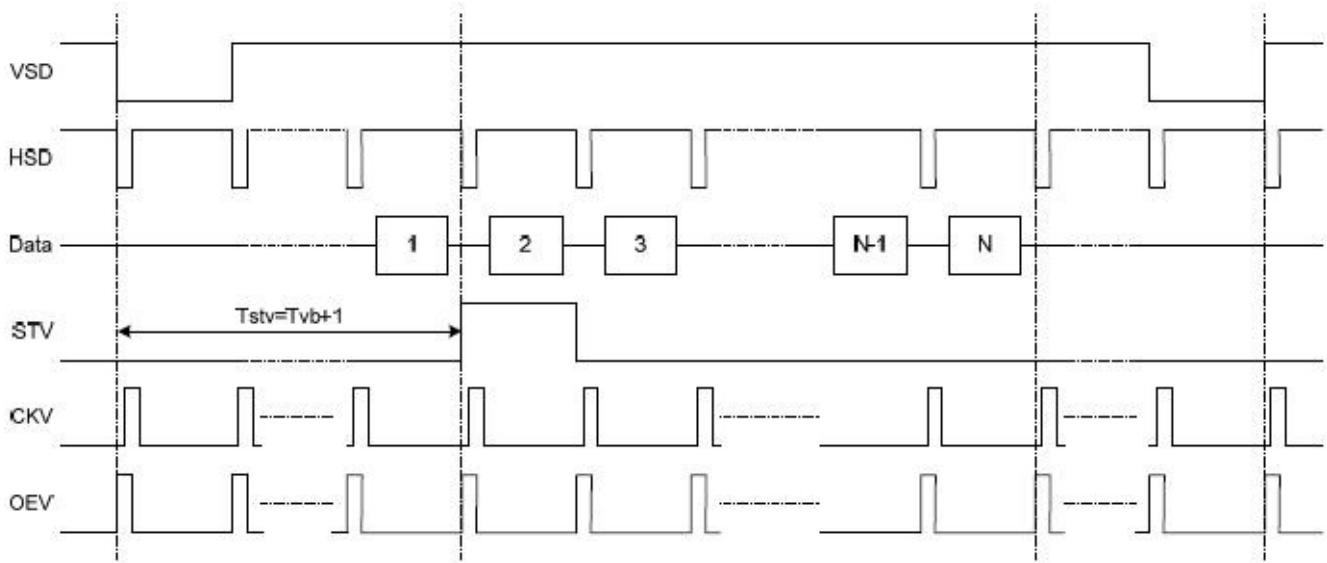 VSD
HSD
Data 1 2 3 N-1 N
STV Tstv=Tvb+1
CKV
OEV